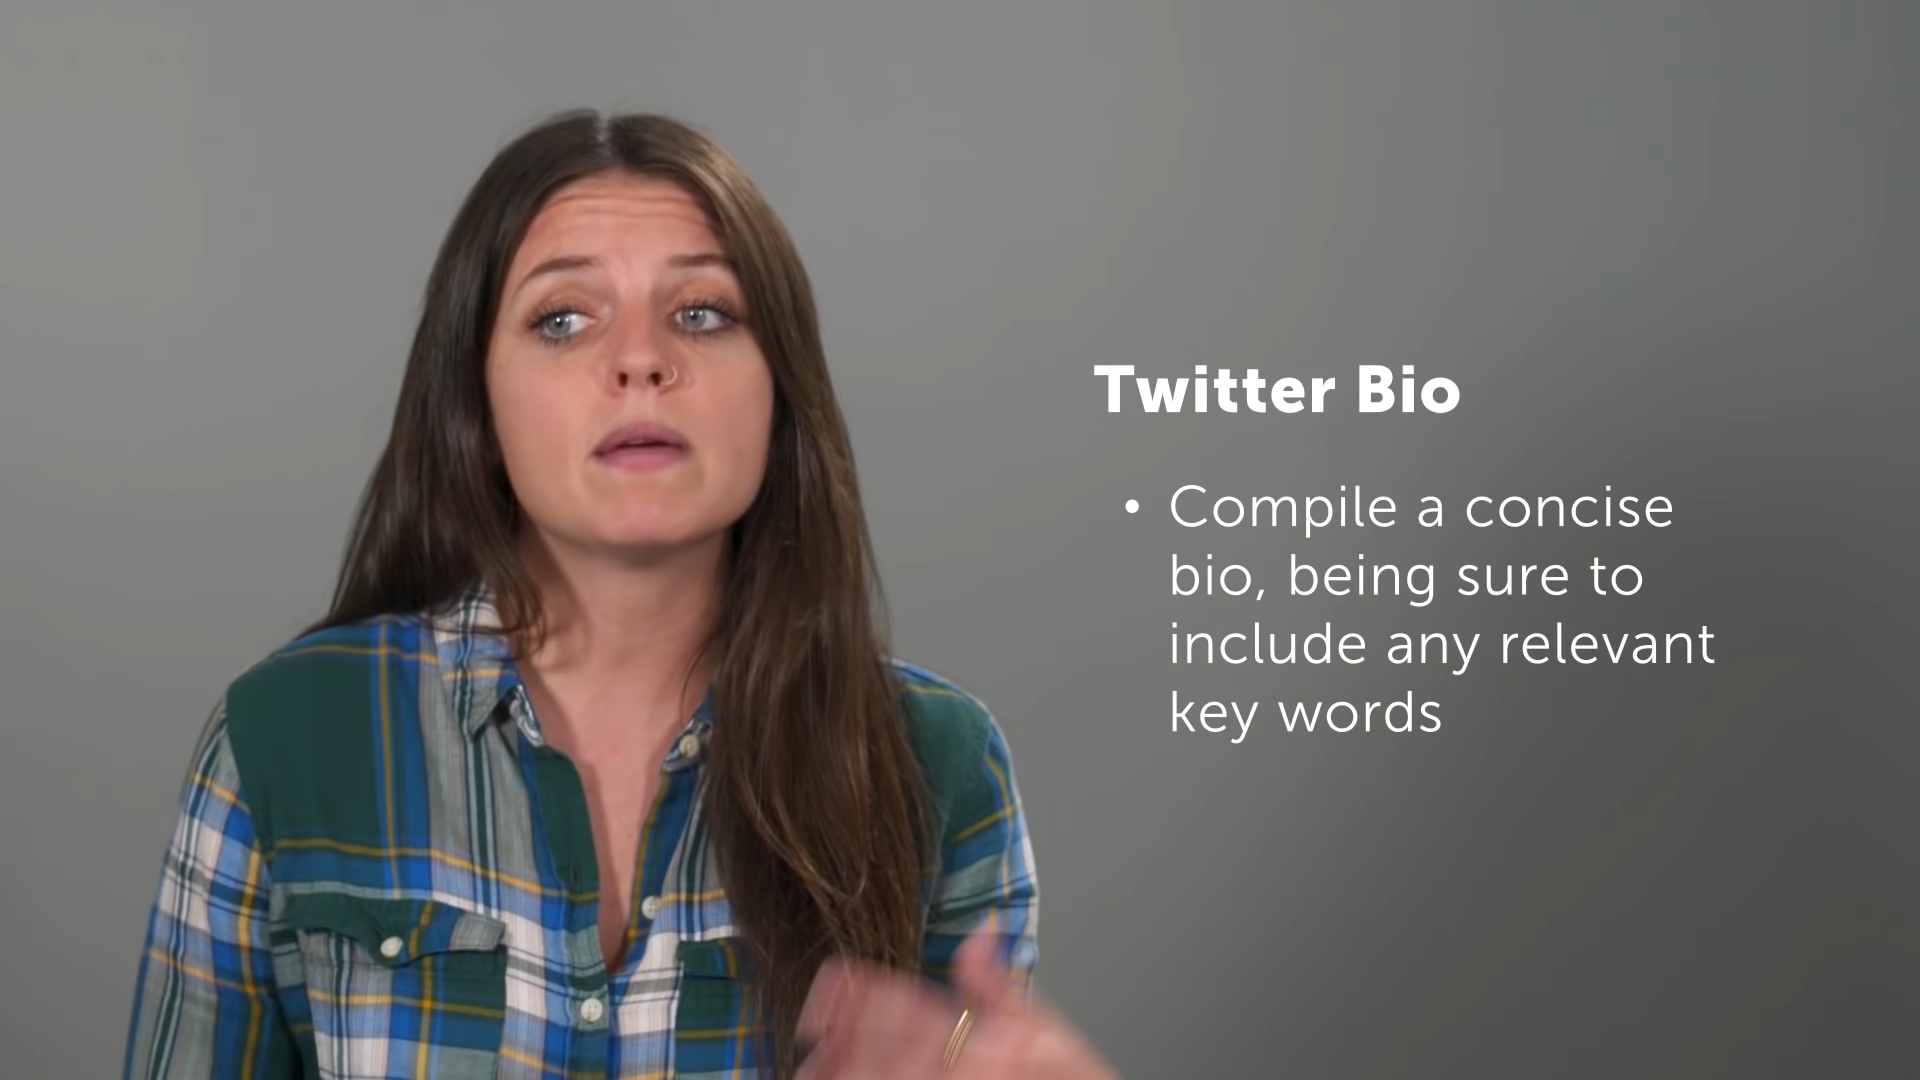 Twitter Bio
• Compile a concise
bio, being sure to
include any relevant
key words